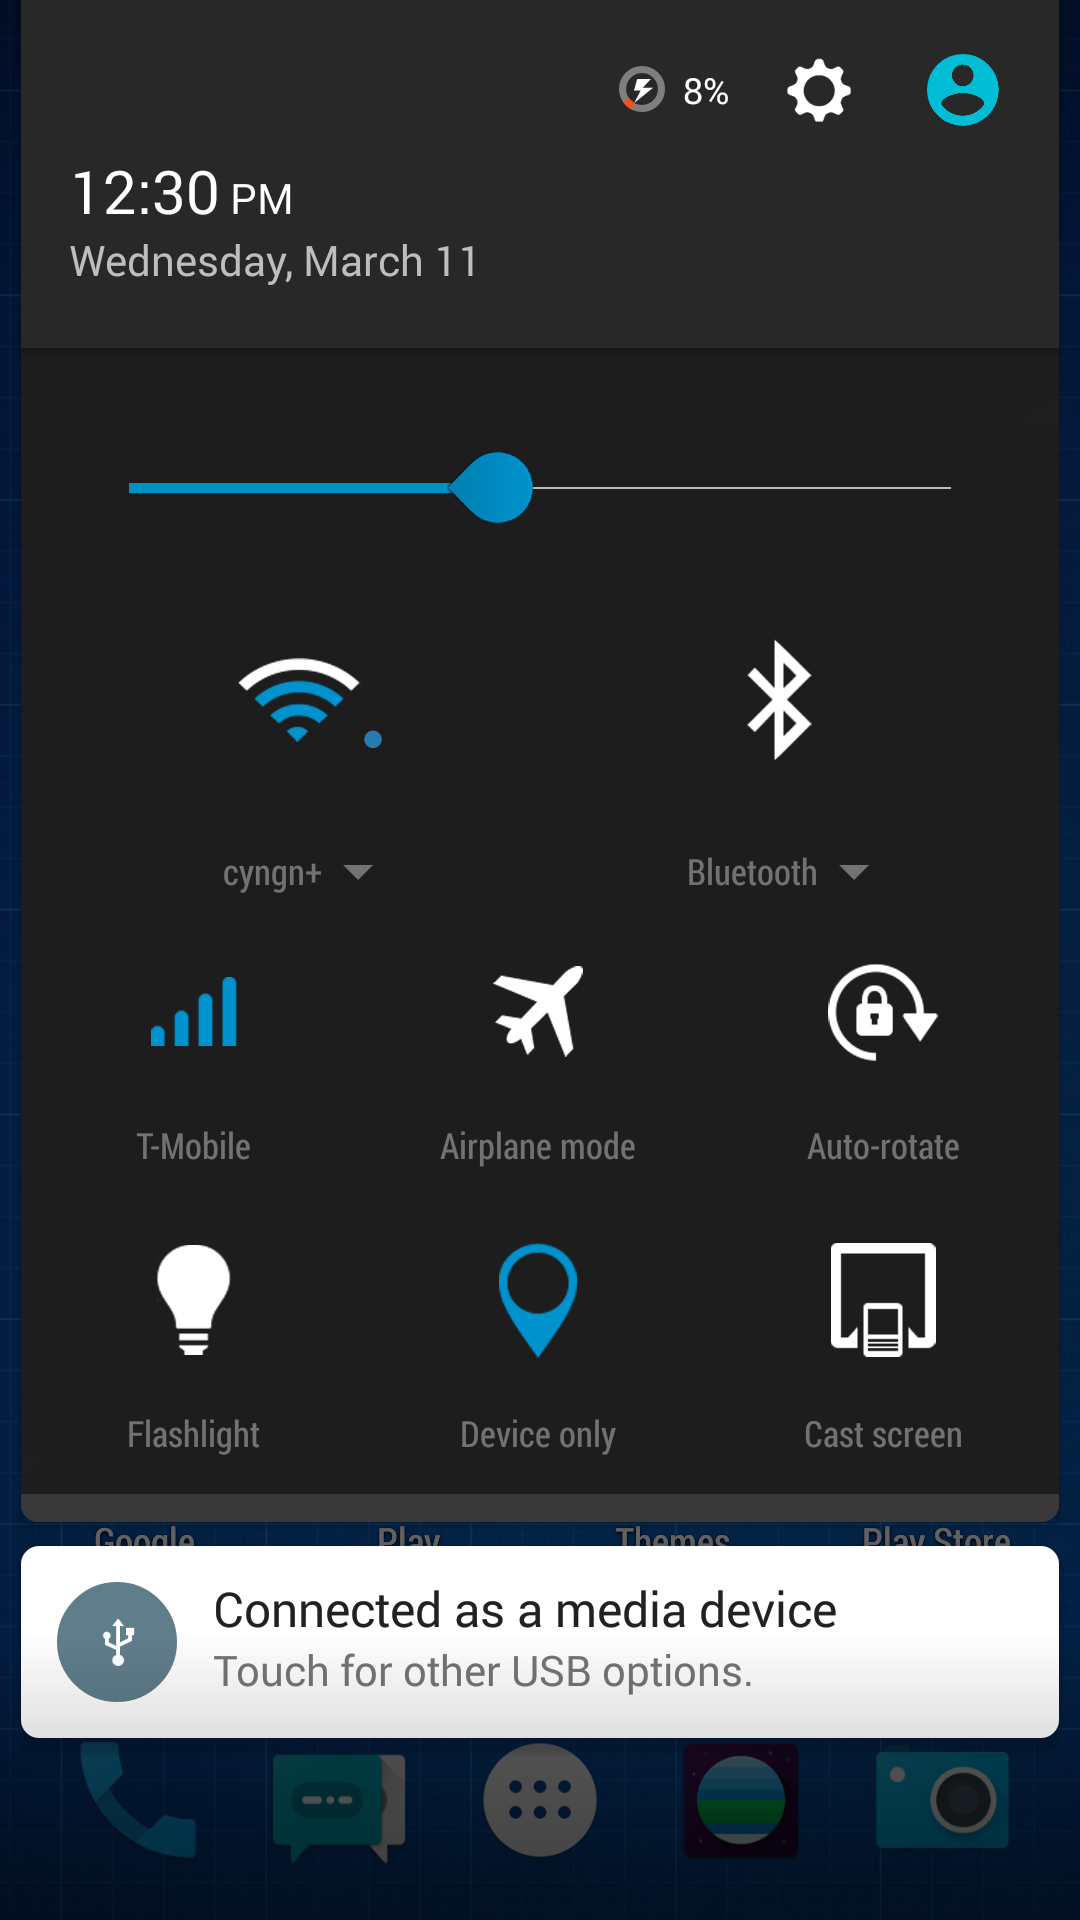 8%
12:30 PM
Wednesday, March 11
cyngn+
Bluetooth
T-Mobile
Airplane mode
Auto-rotate
Flashlight
Device only
Cast screen
Google
Play
Themes
Play Store
Connected as a media device
Touch for other USB options.